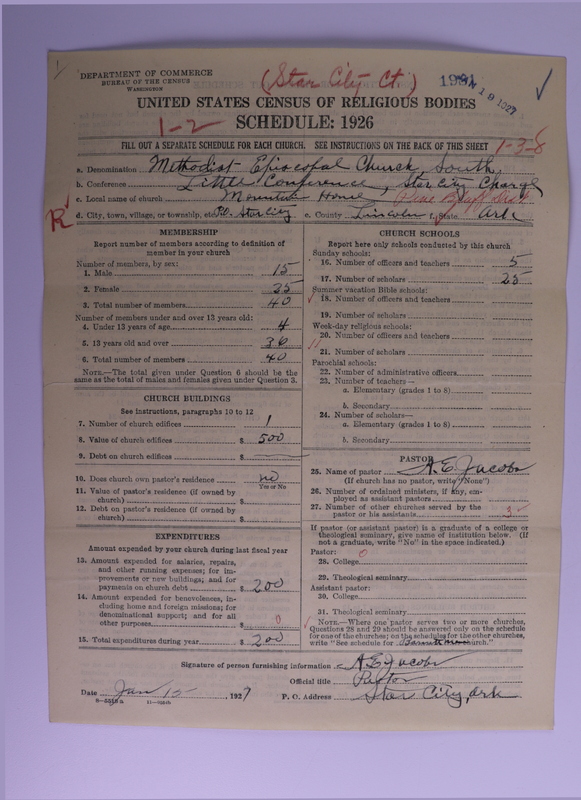 DEPARTMENT OF COMMERCE
BUREAU OF THE CENSUS
WASHINGTON
(Star City Ct.)
UNITED STATES CENSUS OF RELIGIOUS BODIES
1-2
SCHEDULE: 1926
FILL OUT A SEPARATE SCHEDULE FOR EACH CHURCH. SEE INSTRUCTIONS ON THE BACK OF THIS SHEET
1-3-8
a. Denomination Methodist Episcopal Church South,
b. Conference Little Conference, Star City Charge
c. Local name of church Mountain Home Pine Bluff Dist.
R
d. City, town, village, or township, etc. Star City e. County Lincoln f. State Ark
MEMBERSHIP
Report number of members according to definition of member in your church
Number of members, by sex:
1. Male 15
2. Female 25
3. Total number of members 40
Number of members under and over 13 years old:
4. Under 13 years of age 4
5. 13 years old and over 36
6. Total number of members 40
NOTE.—The total given under Question 6 should be the same as the total of males and females given under Question 3.
CHURCH BUILDINGS
See instructions, paragraphs 10 to 12
7. Number of church edifices 1
8. Value of church edifices $ 500
9. Debt on church edifices $
10. Does church own pastor's residence no
Yes or No
11. Value of pastor's residence (if owned by church) $
12. Debt on pastor's residence (if owned by church) $
EXPENDITURES
Amount expended by your church during last fiscal year
13. Amount expended for salaries, repairs, and other running expenses; for improvements or new buildings; and for payments on church debt $ 200
14. Amount expended for benevolences, including home and foreign missions; for denominational support; and for all other purposes $ 0
15. Total expenditures during year $ 200
CHURCH SCHOOLS
Report here only schools conducted by this church
Sunday schools:
16. Number of officers and teachers 5
17. Number of scholars 25
Summer vacation Bible schools:
18. Number of officers and teachers
19. Number of scholars
Week-day religious schools:
20. Number of officers and teachers
21. Number of scholars
Parochial schools:
22. Number of administrative officers
23. Number of teachers—
a. Elementary (grades 1 to 8)
b. Secondary
24. Number of scholars—
a. Elementary (grades 1 to 8)
b. Secondary
PASTOR
25. Name of pastor A. E. Jacobs
(If church has no pastor, write "None")
26. Number of ordained ministers, if any, employed as assistant pastors
27. Number of other churches served by the pastor or his assistants 3
If pastor (or assistant pastor) is a graduate of a college or theological seminary, give name of institution below. (If not a graduate, write "No" in the space indicated.)
Pastor: 0
28. College
29. Theological seminary
Assistant pastor:
30. College
31. Theological seminary
NOTE.—Where one pastor serves two or more churches, Questions 28 and 29 should be answered only on the schedule for one of the churches; on the schedules for the other churches, write "See schedule for church."
Signature of person furnishing information A E Jacobs
Official title Pastor
Date Jan 15, 1927
P. O. Address Star City, Ark